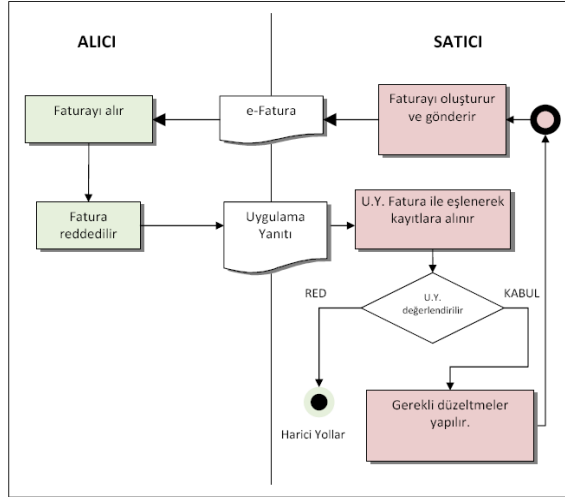 ALICI
SATICI
Faturayı alır
e-Fatura
Faturayı oluşturur
ve gönderir
Fatura
reddedilir
Uygulama
Yanıtı
U.Y. Fatura ile eşlenerek
kayıtlara alınır
RED
U.Y.
değerlendirilir
KABUL
Harici Yollar
Gerekli düzeltmeler
yapılır.